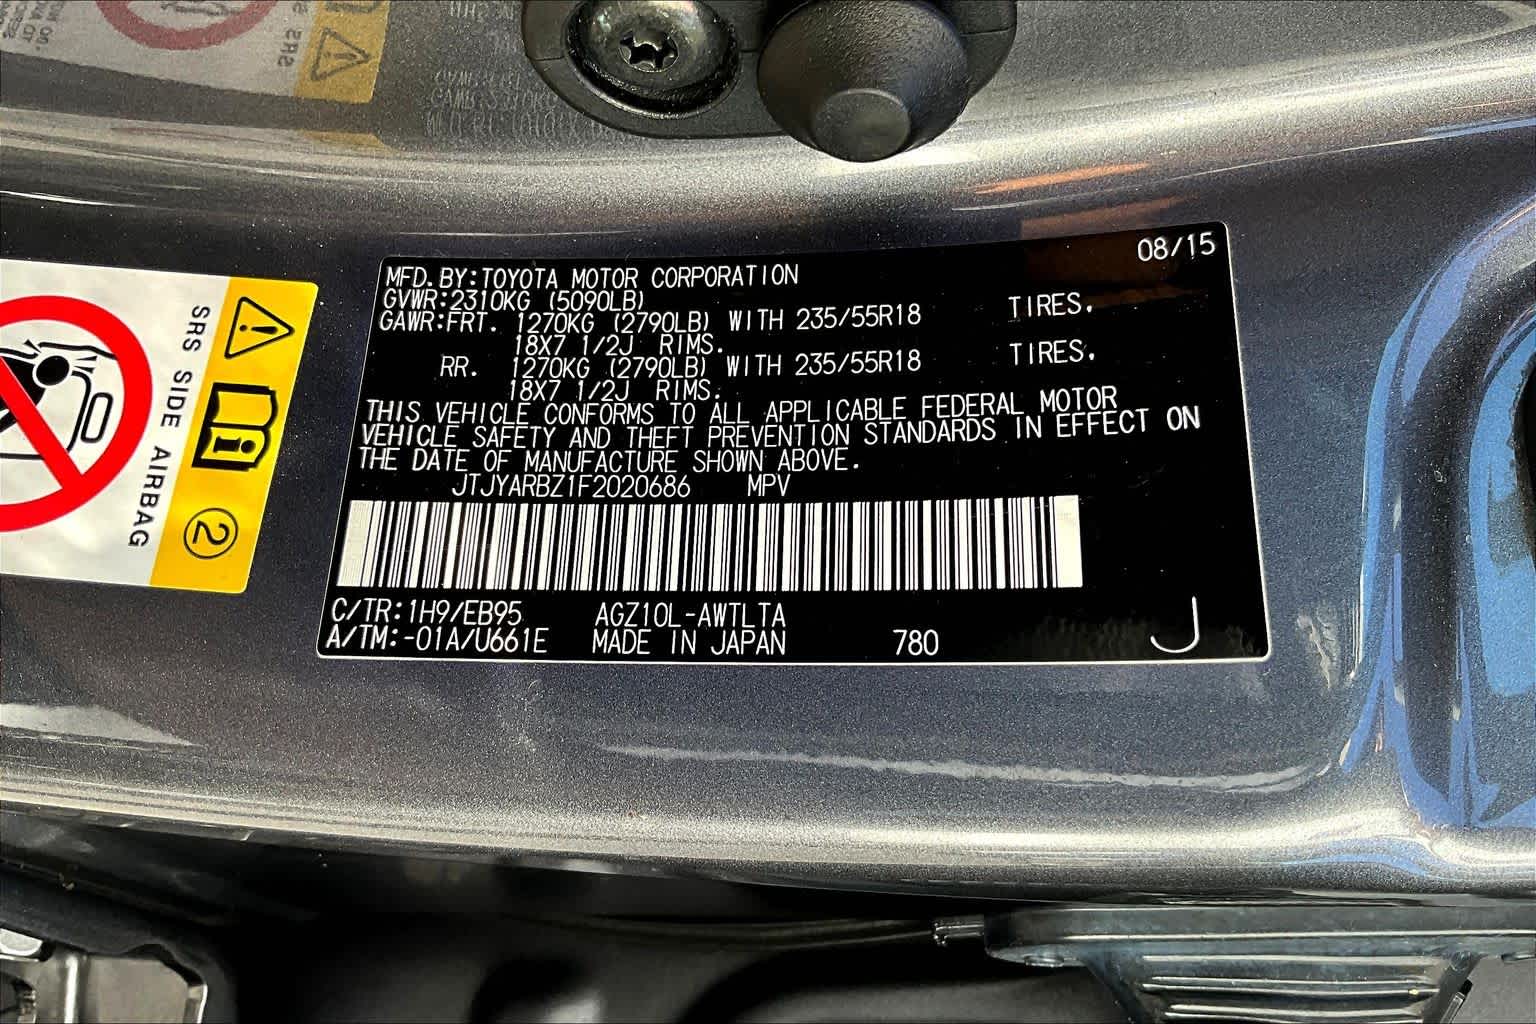 08/15
MFD.BY:TOYOTA MOTOR CORPORATION
GVWR:2310KG (5090LB)
GAWR:FRT. 1270KG (2790LB) WITH 235/55R18 TIRES.
18X7 1/2J RIMS.
RR. 1270KG (2790LB) WITH 235/55R18 TIRES.
18X7 1/2J RIMS.
THIS VEHICLE CONFORMS TO ALL APPLICABLE FEDERAL MOTOR
VEHICLE SAFETY AND THEFT PREVENTION STANDARDS IN EFFECT ON
THE DATE OF MANUFACTURE SHOWN ABOVE.
JTJYARBZ1F2020686 MPV
C/TR:1H9/EB95 AGZ10L-AWTLTA
A/TM:-01A/U661E MADE IN JAPAN 780 J
SRS SIDE AIRBAG
2